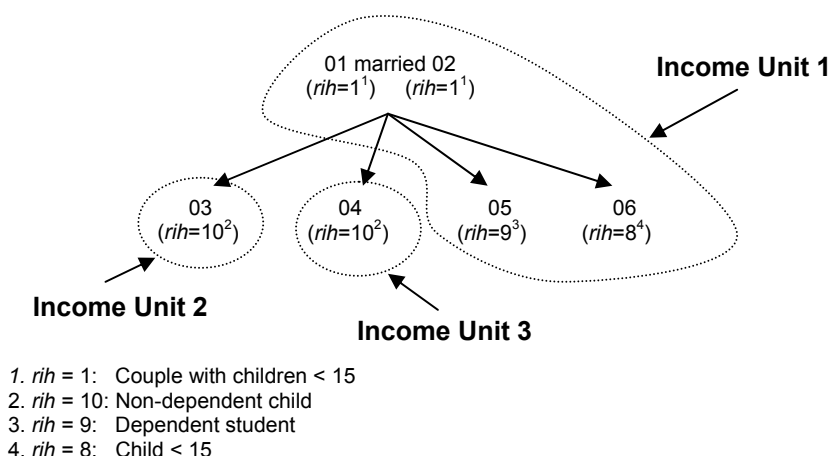 01 married 02
Income Unit 1
(rih=1¹) (rih=1¹)
03 04 05 06
(rih=10²) (rih=10²) (rih=9³) (rih=8⁴)
Income Unit 2
Income Unit 3
1. rih = 1: Couple with children < 15
2. rih = 10: Non-dependent child
3. rih = 9: Dependent student
4. rih = 8: Child < 15